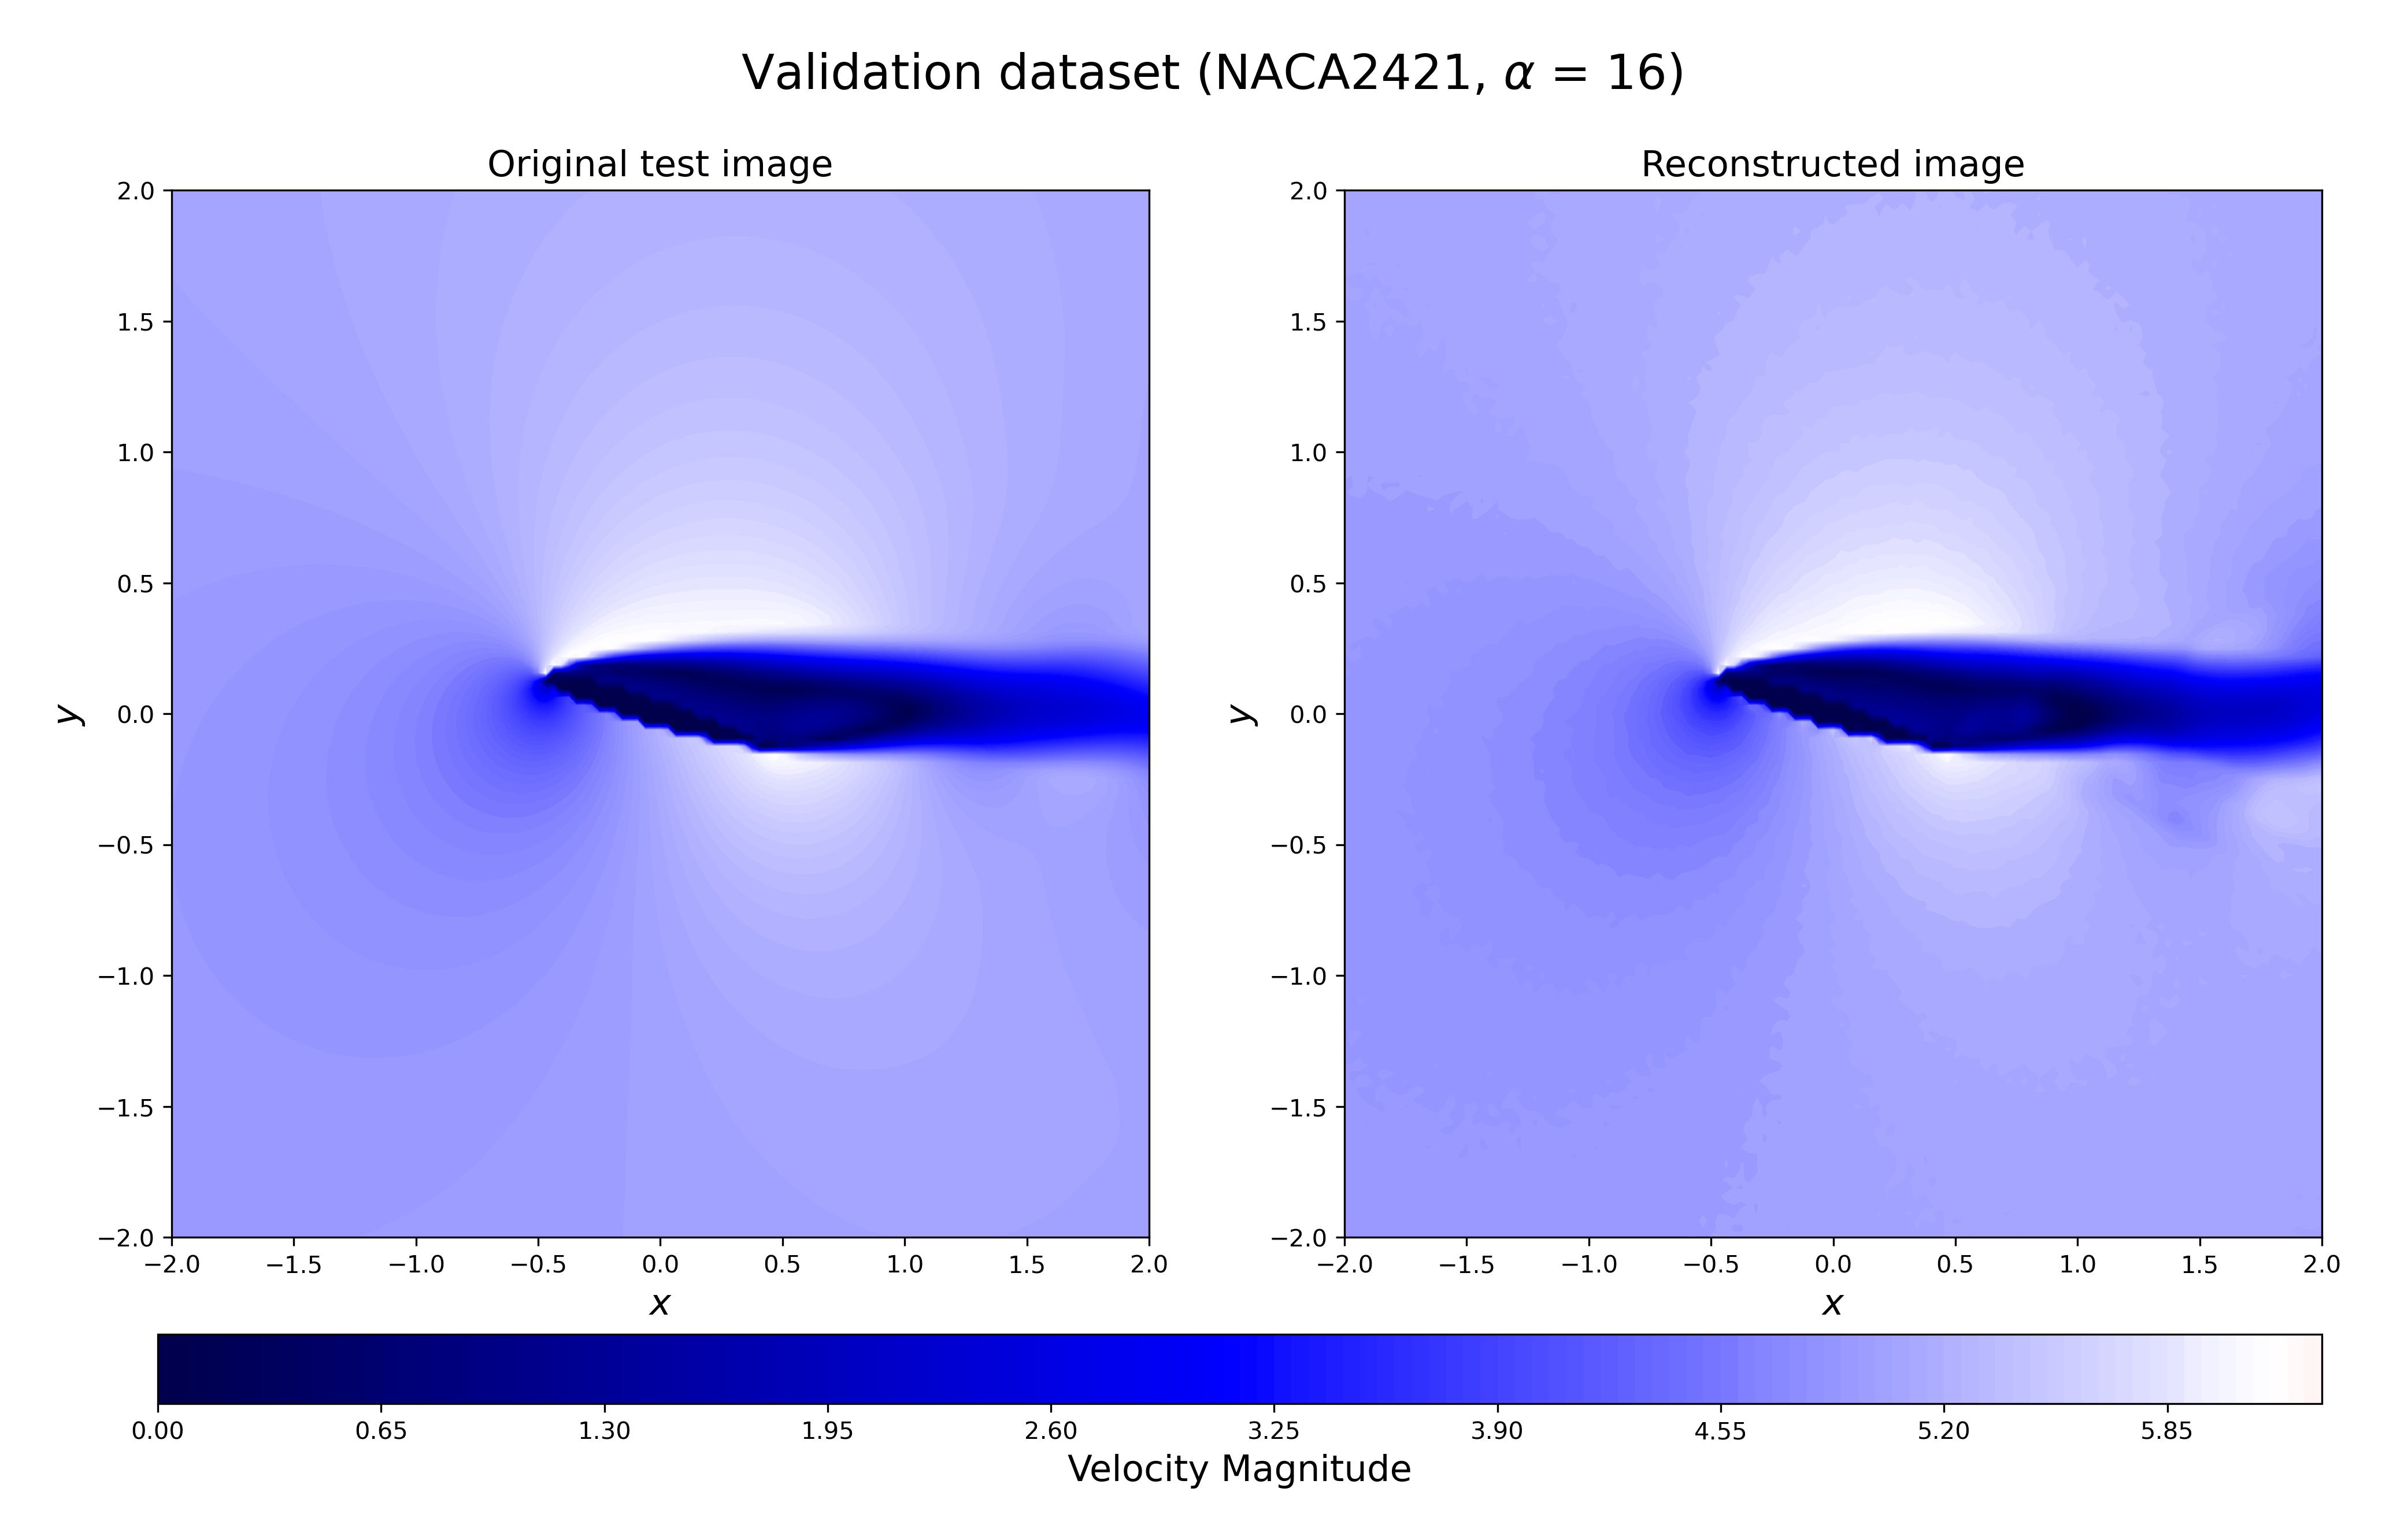 Validation dataset (NACA2421, α = 16)
Original test image
2.0
1.5
1.0
0.5
0.0
−0.5
−1.0
−1.5
−2.0
y
−2.0 −1.5 −1.0 −0.5 0.0 0.5 1.0 1.5 2.0
x
Reconstructed image
2.0
1.5
1.0
0.5
0.0
−0.5
−1.0
−1.5
−2.0
y
−2.0 −1.5 −1.0 −0.5 0.0 0.5 1.0 1.5 2.0
x
0.00 0.65 1.30 1.95 2.60 3.25 3.90 4.55 5.20 5.85
Velocity Magnitude